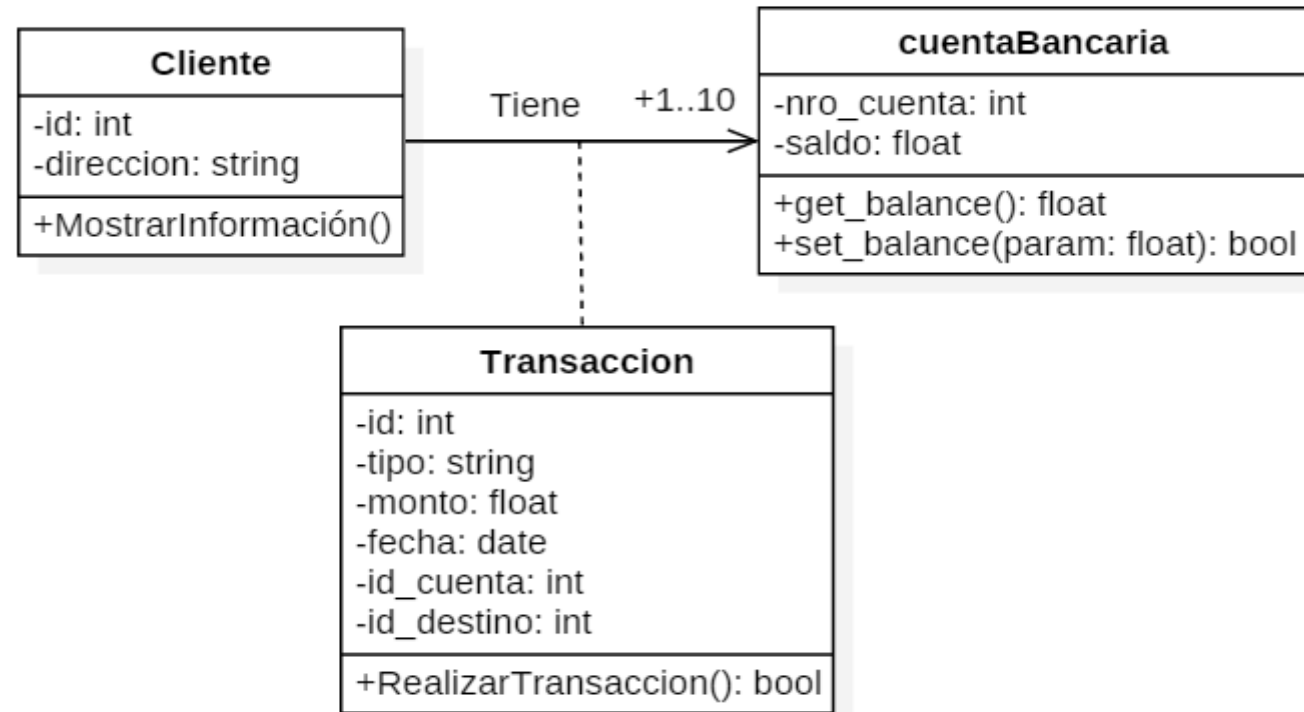 Cliente
-id: int
-direccion: string
+MostrarInformación()
Tiene
+1..10
cuentaBancaria
-nro_cuenta: int
-saldo: float
+get_balance(): float
+set_balance(param: float): bool
Transaccion
-id: int
-tipo: string
-monto: float
-fecha: date
-id_cuenta: int
-id_destino: int
+RealizarTransaccion(): bool